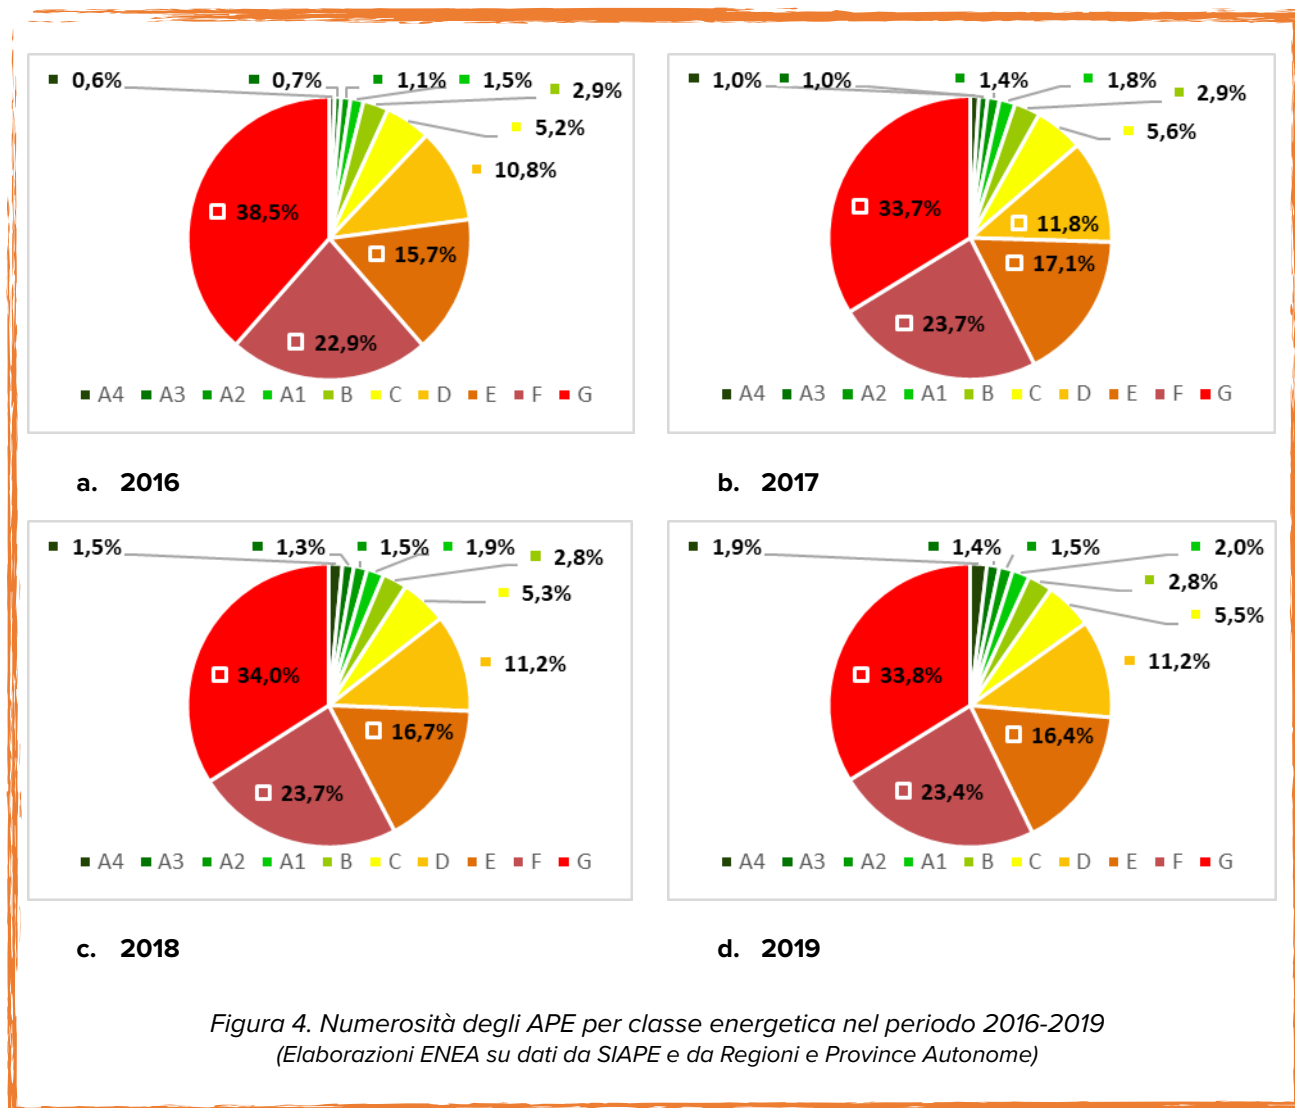 0,6% 0,7% 1,1% 1,5%
2,9%
5,2%
10,8%
15,7%
22,9%
38,5%
A4 A3 A2 A1 B C D E F G
a. 2016
1,0% 1,0% 1,4% 1,8%
2,9%
5,6%
11,8%
17,1%
23,7%
33,7%
A4 A3 A2 A1 B C D E F G
b. 2017
1,5% 1,3% 1,5% 1,9%
2,8%
5,3%
11,2%
16,7%
23,7%
34,0%
A4 A3 A2 A1 B C D E F G
c. 2018
1,9% 1,4% 1,5% 2,0%
2,8%
5,5%
11,2%
16,4%
23,4%
33,8%
A4 A3 A2 A1 B C D E F G
d. 2019
Figura 4. Numerosità degli APE per classe energetica nel periodo 2016-2019
(Elaborazioni ENEA su dati da SIAPE e da Regioni e Province Autonome)